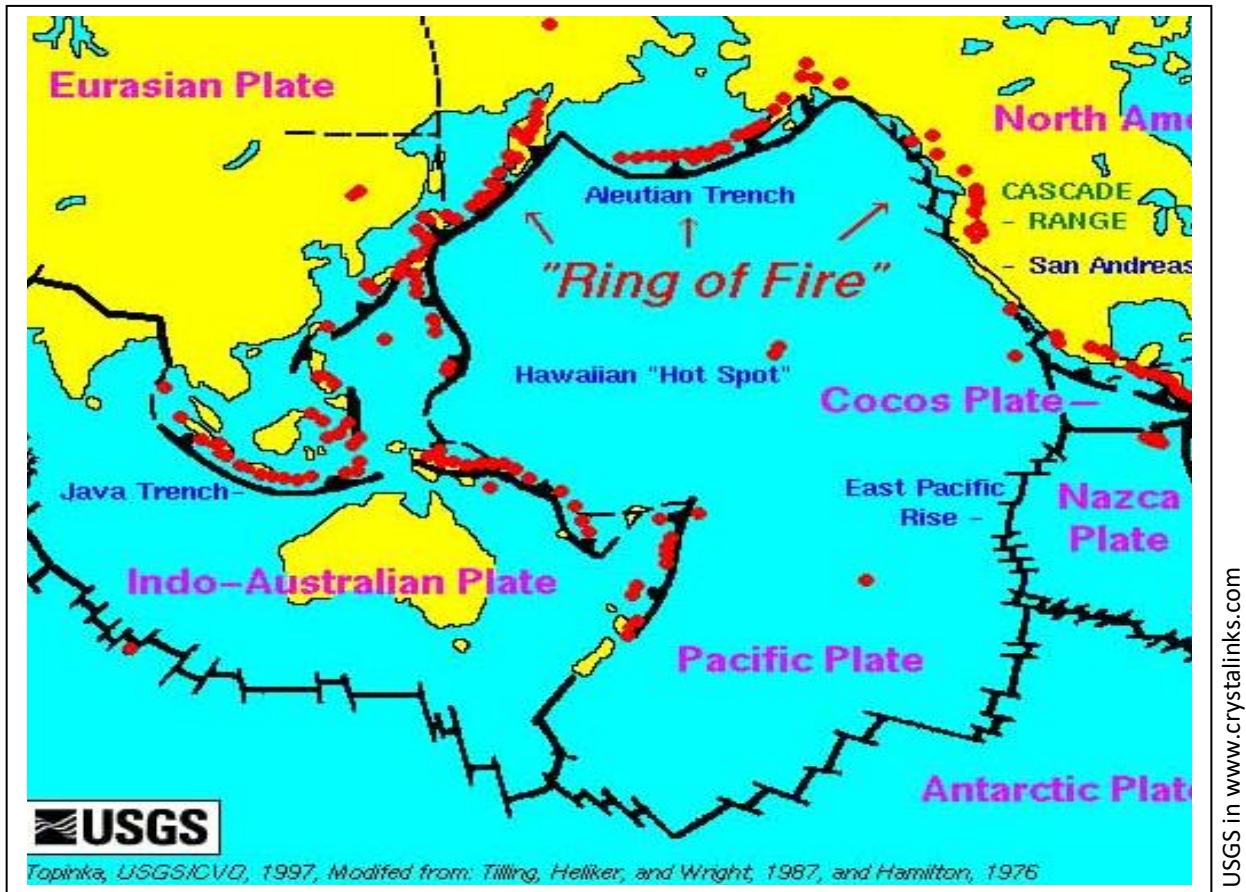 Eurasian Plate
North Ame
Aleutian Trench
CASCADE
- RANGE
- San Andreas
"Ring of Fire"
Hawaiian "Hot Spot"
Cocos Plate-
Java Trench-
East Pacific
Rise -
Nazca
Plate
Indo-Australian Plate
Pacific Plate
Antarctic Plat
USGS
Topinka, USGS/CVO, 1997, Modifed from: Tilling, Heliker, and Wright, 1987, and Hamilton, 1976
USGS in www.crystalinks.com